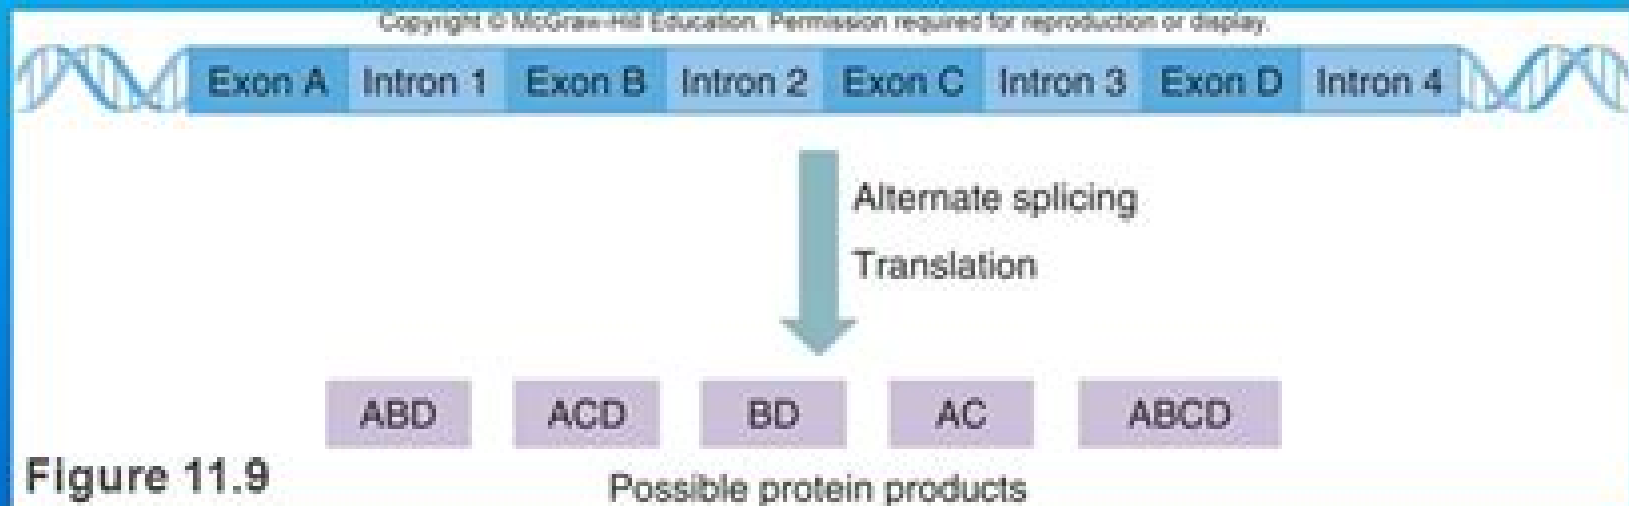 Copyright © McGraw-Hill Education. Permission required for reproduction or display.
Exon A Intron 1 Exon B Intron 2 Exon C Intron 3 Exon D Intron 4
Alternate splicing
Translation
ABD ACD BD AC ABCD
Figure 11.9 Possible protein products